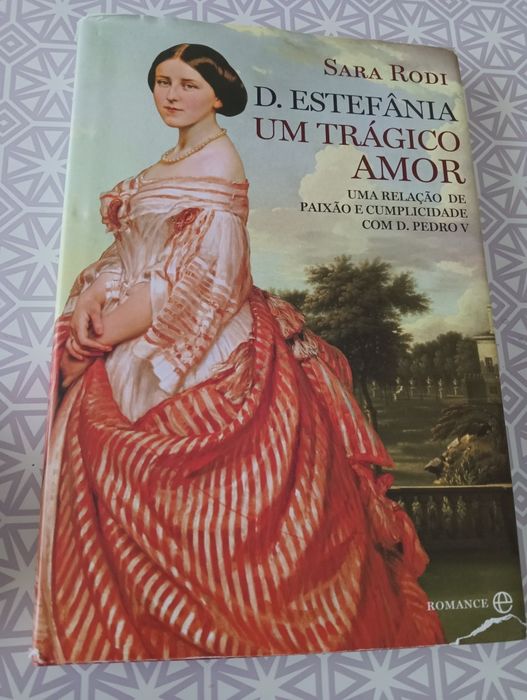 SARA RODI
D. ESTEFÂNIA
UM TRÁGICO
AMOR
UMA RELAÇÃO DE
PAIXÃO E CUMPLICIDADE
COM D. PEDRO V
ROMANCE e